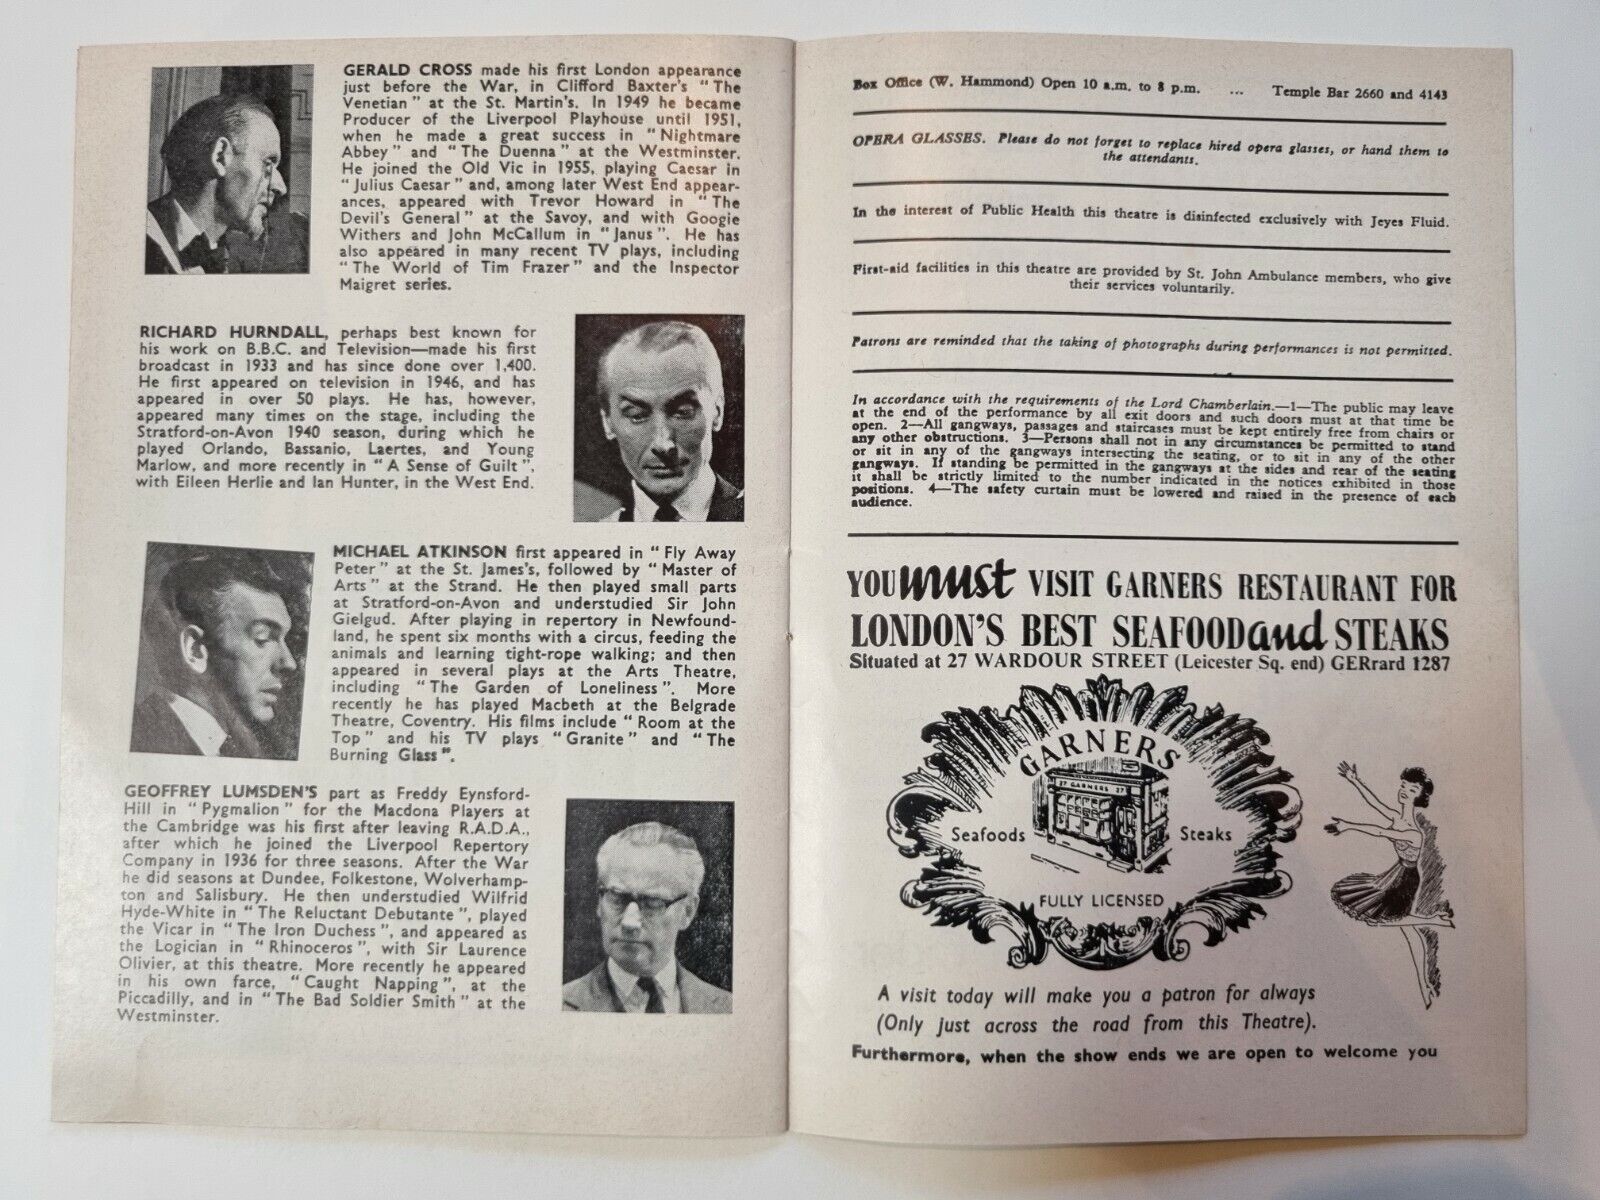 GERALD CROSS made his first London appearance
just before the War, in Clifford Baxter's "The
Venetian" at the St. Martin's. In 1949 he became
Producer of the Liverpool Playhouse until 1951,
when he made a great success in "Nightmare
Abbey" and "The Duenna" at the Westminster.
He joined the Old Vic in 1955, playing Caesar in
"Julius Caesar" and, among later West End appear-
ances, appeared with Trevor Howard in "The
Devil's General" at the Savoy, and with Googie
Withers and John McCallum in "Janus". He has
also appeared in many recent TV plays, including
"The World of Tim Frazer" and the Inspector
Maigret series.
RICHARD HURNDALL, perhaps best known for
his work on B.B.C. and Television—made his first
broadcast in 1933 and has since done over 1,400.
He first appeared on television in 1946, and has
appeared in over 50 plays. He has, however,
appeared many times on the stage, including the
Stratford-on-Avon 1940 season, during which he
played Orlando, Bassanio, Laertes, and Young
Marlow, and more recently in "A Sense of Guilt",
with Eileen Herlie and Ian Hunter, in the West End.
MICHAEL ATKINSON first appeared in "Fly Away
Peter" at the St. James's, followed by "Master of
Arts" at the Strand. He then played small parts
at Stratford-on-Avon and understudied Sir John
Gielgud. After playing in repertory in Newfound-
land, he spent six months with a circus, feeding the
animals and learning tight-rope walking; and then
appeared in several plays at the Arts Theatre,
including "The Garden of Loneliness". More
recently he has played Macbeth at the Belgrade
Theatre, Coventry. His films include "Room at the
Top" and his TV plays "Granite" and "The
Burning Glass".
GEOFFREY LUMSDEN'S part as Freddy Eynsford-
Hill in "Pygmalion" for the Macdona Players at
the Cambridge was his first after leaving R.A.D.A.,
after which he joined the Liverpool Repertory
Company in 1936 for three seasons. After the War
he did seasons at Dundee, Folkestone, Wolverhamp-
ton and Salisbury. He then understudied Wilfrid
Hyde-White in "The Reluctant Debutante", played
the Vicar in "The Iron Duchess", and appeared as
the Logician in "Rhinoceros", with Sir Laurence
Olivier, at this theatre. More recently he appeared
in his own farce, "Caught Napping", at the
Piccadilly, and in "The Bad Soldier Smith" at the
Westminster.
Box Office (W. Hammond) Open 10 a.m. to 8 p.m. ... Temple Bar 2660 and 4143
OPERA GLASSES. Please do not forget to replace hired opera glasses, or hand them to
the attendants.
In the interest of Public Health this theatre is disinfected exclusively with Jeyes Fluid.
First-aid facilities in this theatre are provided by St. John Ambulance members, who give
their services voluntarily.
Patrons are reminded that the taking of photographs during performances is not permitted.
In accordance with the requirements of the Lord Chamberlain.—1—The public may leave
at the end of the performance by all exit doors and such doors must at that time be
open. 2—All gangways, passages and staircases must be kept entirely free from chairs or
any other obstructions. 3—Persons shall not in any circumstances be permitted to stand
or sit in any of the gangways intersecting the seating, or to sit in any of the other
gangways. If standing be permitted in the gangways at the sides and rear of the seating
it shall be strictly limited to the number indicated in the notices exhibited in those
positions. 4—The safety curtain must be lowered and raised in the presence of each
audience.
YOU must VISIT GARNERS RESTAURANT FOR
LONDON'S BEST SEAFOOD and STEAKS
Situated at 27 WARDOUR STREET (Leicester Sq. end) GERrard 1287
GARNERS
27 GARNERS 27
Seafoods Steaks
FULLY LICENSED
A visit today will make you a patron for always
(Only just across the road from this Theatre).
Furthermore, when the show ends we are open to welcome you